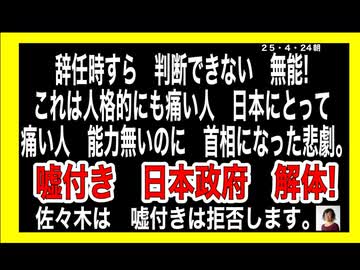 25・4・24朝
辞任時すら 判断できない 無能!
これは人格的にも痛い人 日本にとって
痛い人 能力無いのに 首相になった悲劇。
嘘付き 日本政府 解体!
佐々木は 嘘付きは拒否します。